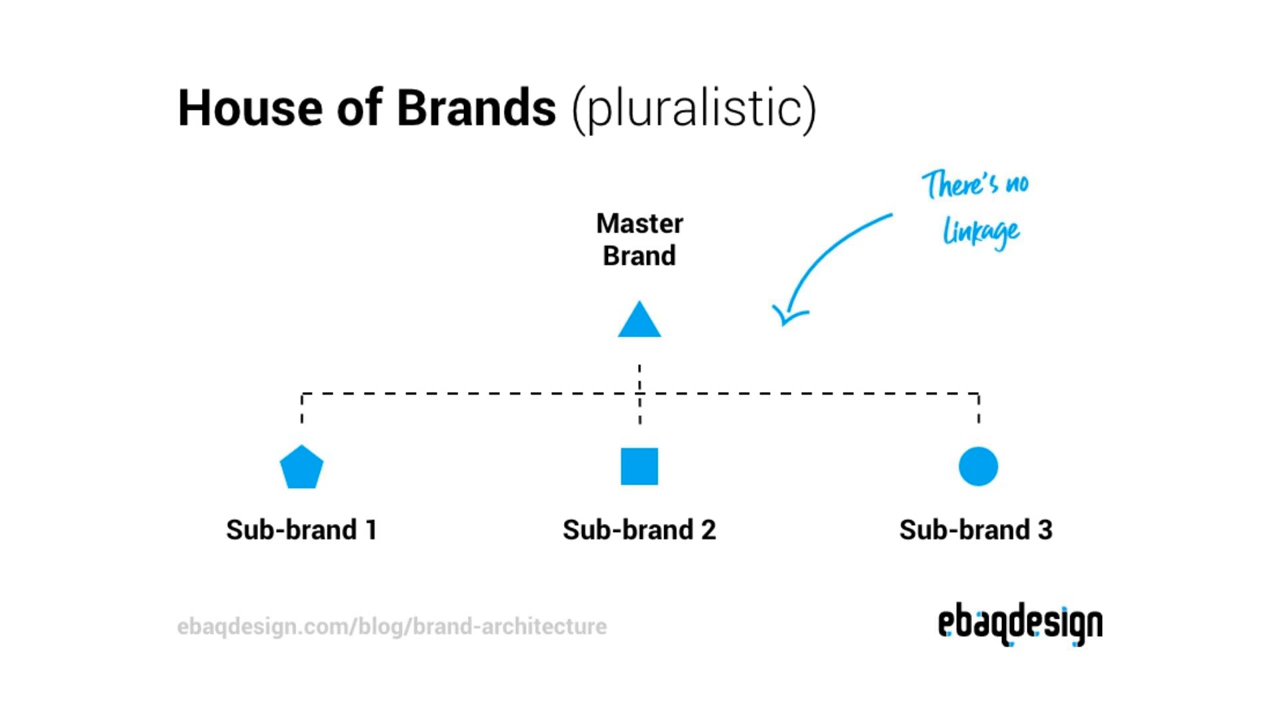 House of Brands (pluralistic)
There's no
linkage
Master
Brand
Sub-brand 1
Sub-brand 2
Sub-brand 3
ebaqdesign.com/blog/brand-architecture
ebaqdesign